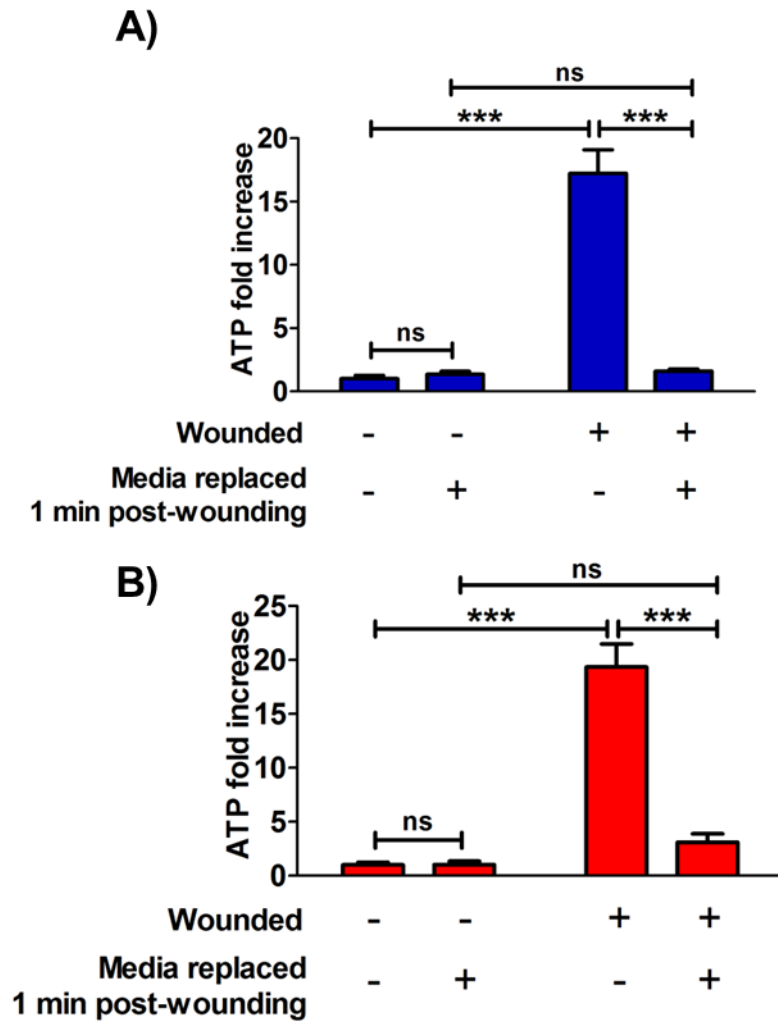 A)
ns
*** ***
ATP fold increase
20
15
10
5
0
ns
Wounded - - + +
Media replaced
1 min post-wounding - + - +
B)
ns
*** ***
ATP fold increase
25
20
15
10
5
0
ns
Wounded - - + +
Media replaced
1 min post-wounding - + - +